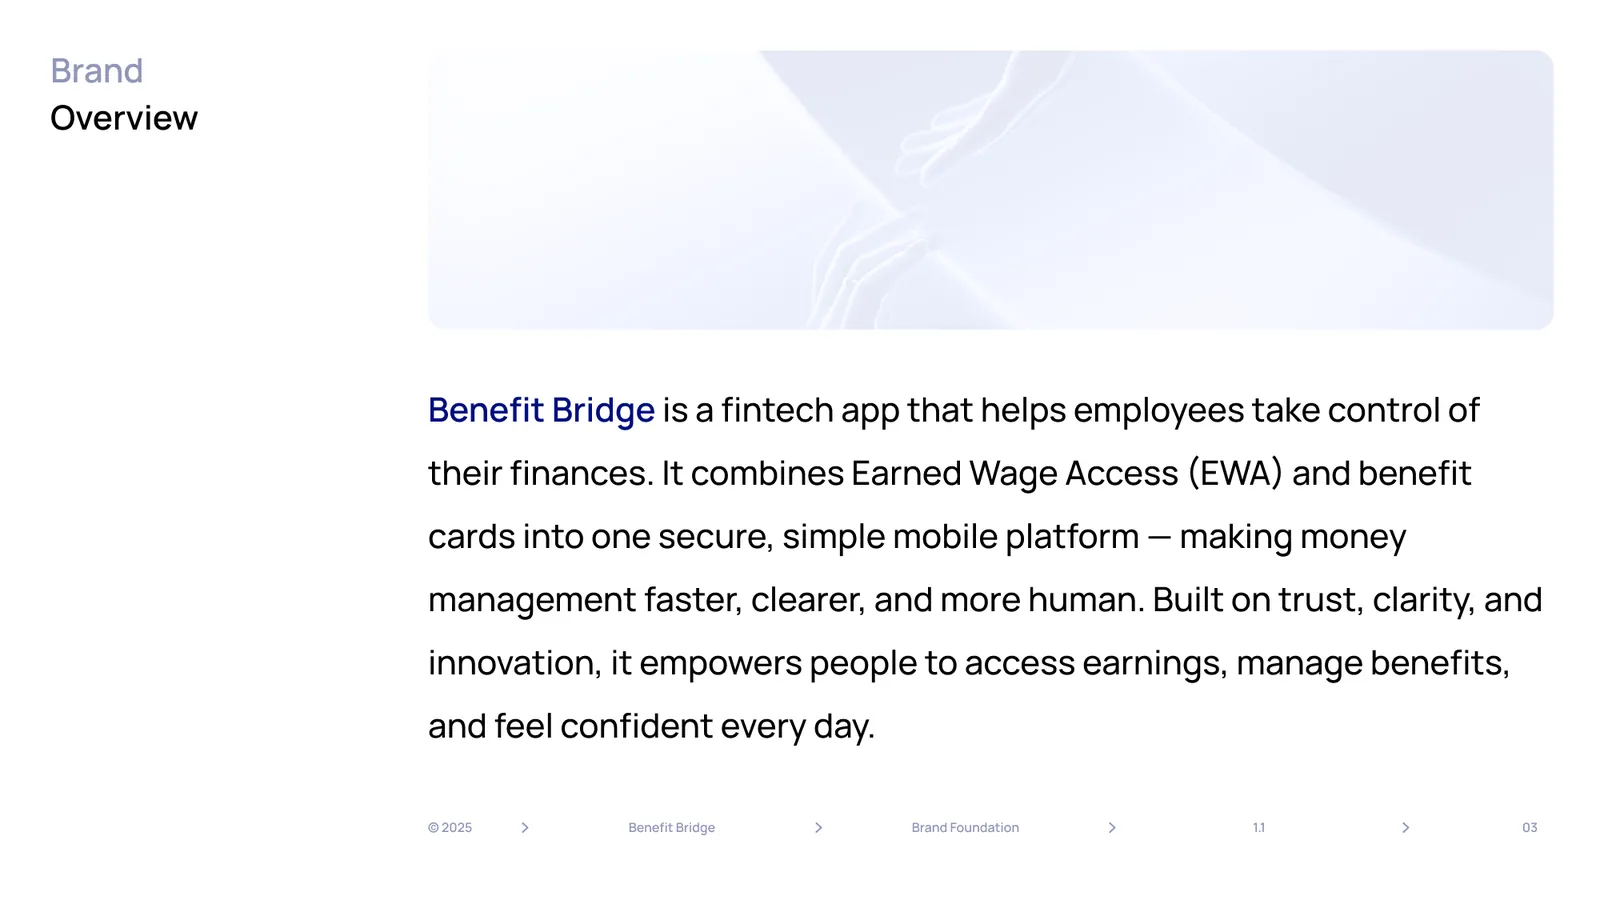 Brand
Overview
Benefit Bridge is a fintech app that helps employees take control of
their finances. It combines Earned Wage Access (EWA) and benefit
cards into one secure, simple mobile platform — making money
management faster, clearer, and more human. Built on trust, clarity, and
innovation, it empowers people to access earnings, manage benefits,
and feel confident every day.
© 2025 > Benefit Bridge > Brand Foundation > 1.1 > 03